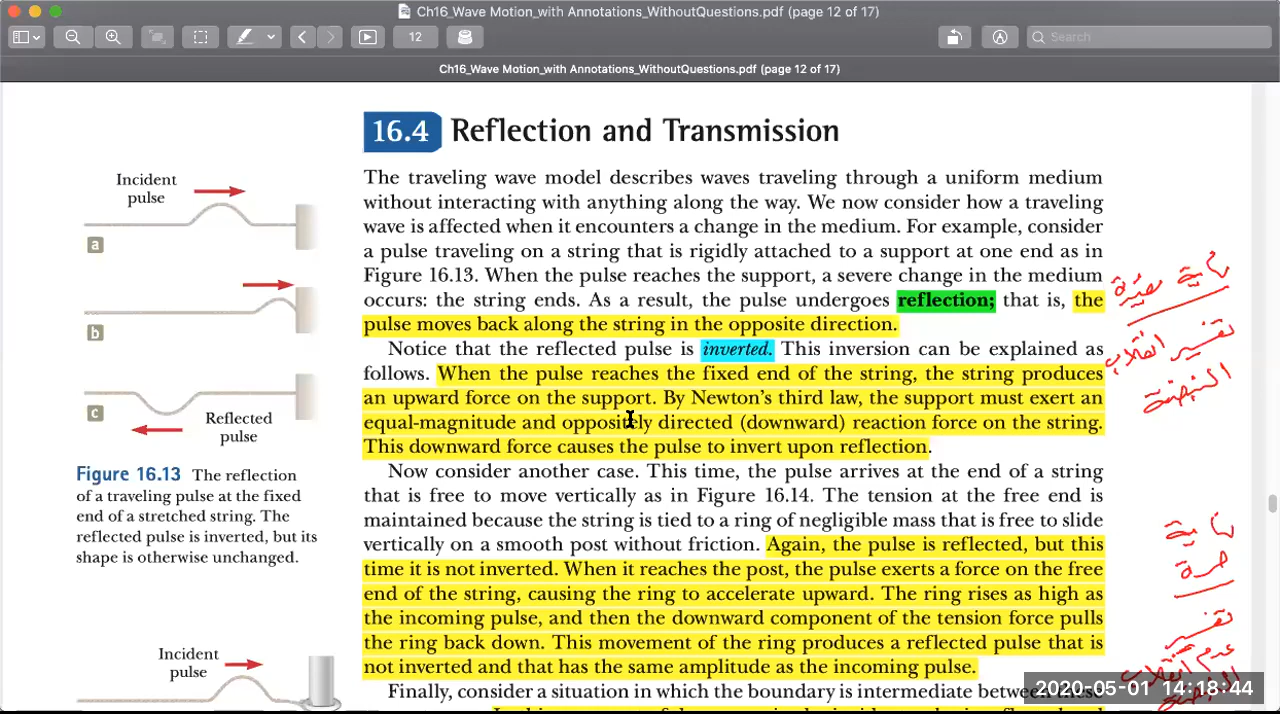 Ch16_Wave Motion_with Annotations_WithoutQuestions.pdf (page 12 of 17)
12
Search
Ch16_Wave Motion_with Annotations_WithoutQuestions.pdf (page 12 of 17)
16.4 Reflection and Transmission
Incident
pulse
a
b
c
Reflected
pulse
Figure 16.13 The reflection
of a traveling pulse at the fixed
end of a stretched string. The
reflected pulse is inverted, but its
shape is otherwise unchanged.
Incident
pulse
The traveling wave model describes waves traveling through a uniform medium
without interacting with anything along the way. We now consider how a traveling
wave is affected when it encounters a change in the medium. For example, consider
a pulse traveling on a string that is rigidly attached to a support at one end as in
Figure 16.13. When the pulse reaches the support, a severe change in the medium
occurs: the string ends. As a result, the pulse undergoes reflection; that is, the
pulse moves back along the string in the opposite direction.
Notice that the reflected pulse is inverted. This inversion can be explained as
follows. When the pulse reaches the fixed end of the string, the string produces
an upward force on the support. By Newton's third law, the support must exert an
equal-magnitude and oppositely directed (downward) reaction force on the string.
This downward force causes the pulse to invert upon reflection.
Now consider another case. This time, the pulse arrives at the end of a string
that is free to move vertically as in Figure 16.14. The tension at the free end is
maintained because the string is tied to a ring of negligible mass that is free to slide
vertically on a smooth post without friction. Again, the pulse is reflected, but this
time it is not inverted. When it reaches the post, the pulse exerts a force on the free
end of the string, causing the ring to accelerate upward. The ring rises as high as
the incoming pulse, and then the downward component of the tension force pulls
the ring back down. This movement of the ring produces a reflected pulse that is
not inverted and that has the same amplitude as the incoming pulse.
Finally, consider a situation in which the boundary is intermediate between these
نهاية مقيدة
تفسير انقلاب
النبضة
نهاية
حرة
تفسير
عدم انقلاب
2020-05-01 14:18:44